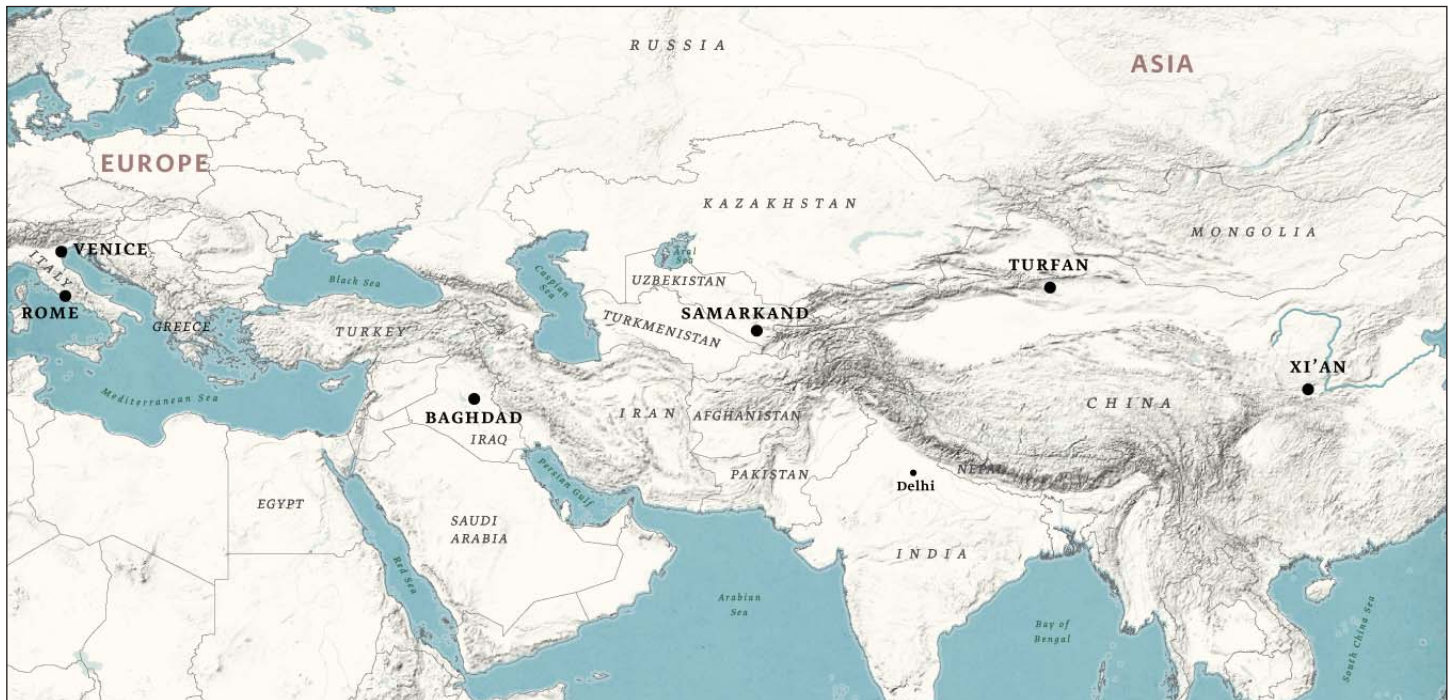 RUSSIA
ASIA
EUROPE
KAZAKHSTAN
MONGOLIA
VENICE
ITALY
Aral
Sea
TURFAN
Black Sea
Caspian
Sea
UZBEKISTAN
ROME
GREECE
TURKEY
SAMARKAND
TURKMENISTAN
XI’AN
Mediterranean Sea
BAGHDAD
IRAQ
IRAN
AFGHANISTAN
CHINA
Persian Gulf
PAKISTAN
NEPAL
Delhi
EGYPT
SAUDI
ARABIA
INDIA
Red Sea
Arabian
Sea
Bay of
Bengal
South China Sea